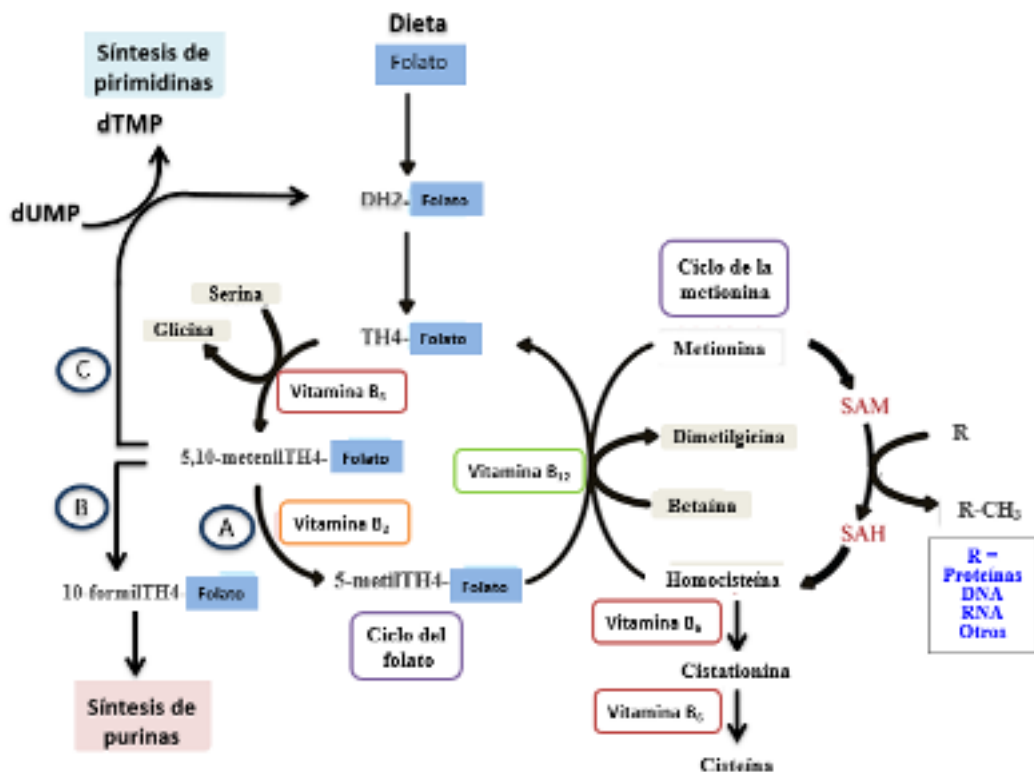 Dieta
Folato
Síntesis de
pirimidinas
dTMP
dUMP
DH2- Folato
Serina
Glicina
TH4- Folato
Ciclo de la
metionina
Metionina
C
Vitamina
SAM
R
5,10-metenilTH4- Folato
Dimetilglicina
Vitamina B12
Betaína
B
A
Vitamina
SAH
R-CH3
10-formilTH4- Folato
5-metilTH4- Folato
Homocisteína
R =
Proteínas
DNA
RNA
Otros
Ciclo del
folato
Vitamina B6
Cistationina
Vitamina B6
Síntesis de
purinas
Cisteína